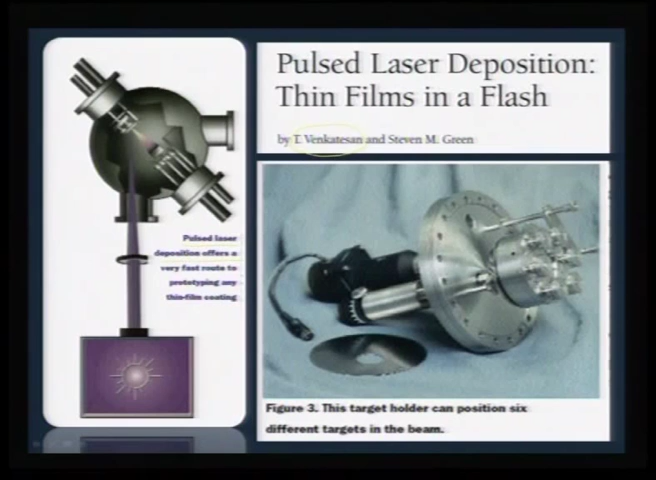 Pulsed Laser Deposition:
Thin Films in a Flash
by T. Venkatesan and Steven M. Green
Pulsed laser
deposition offers a
very fast route to
prototyping any
thin-film coating
Figure 3. This target holder can position six
different targets in the beam.